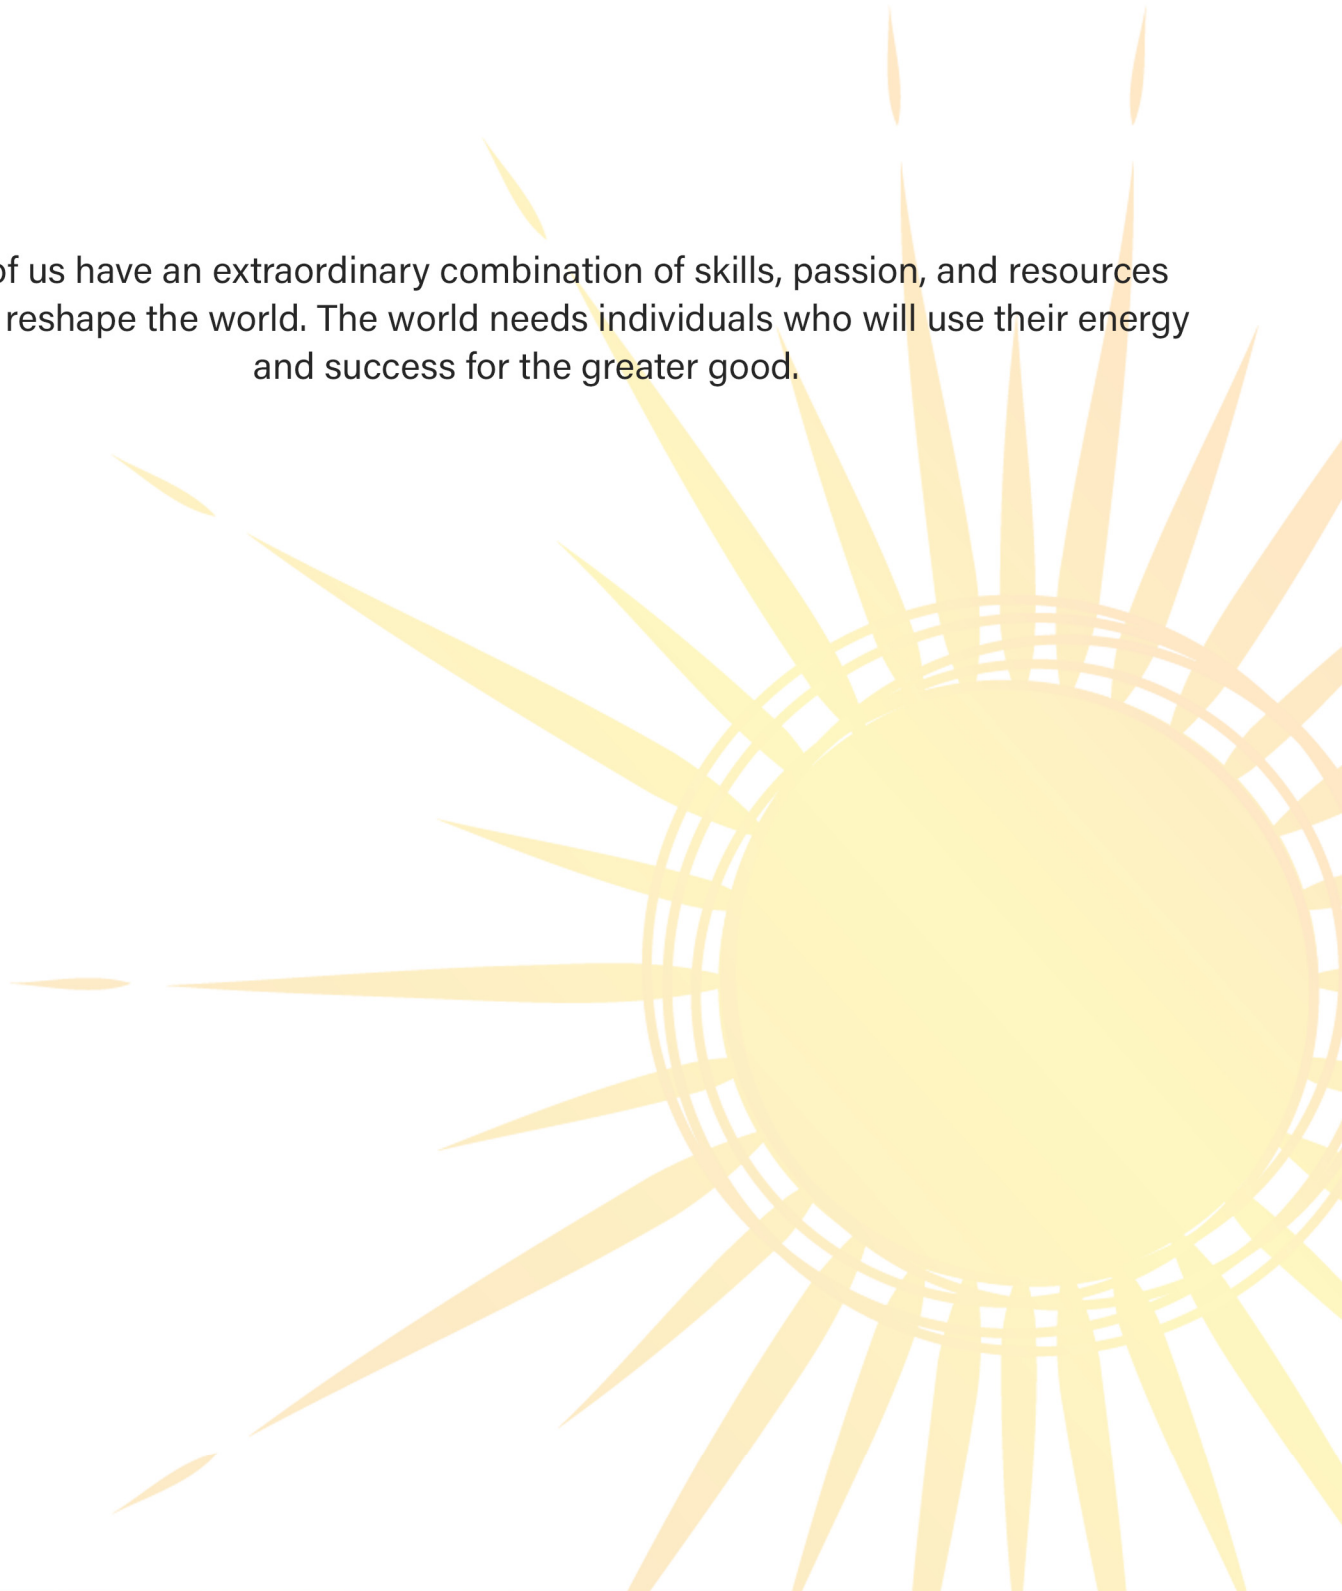 of us have an extraordinary combination of skills, passion, and resources
reshape the world. The world needs individuals who will use their energy
and success for the greater good.